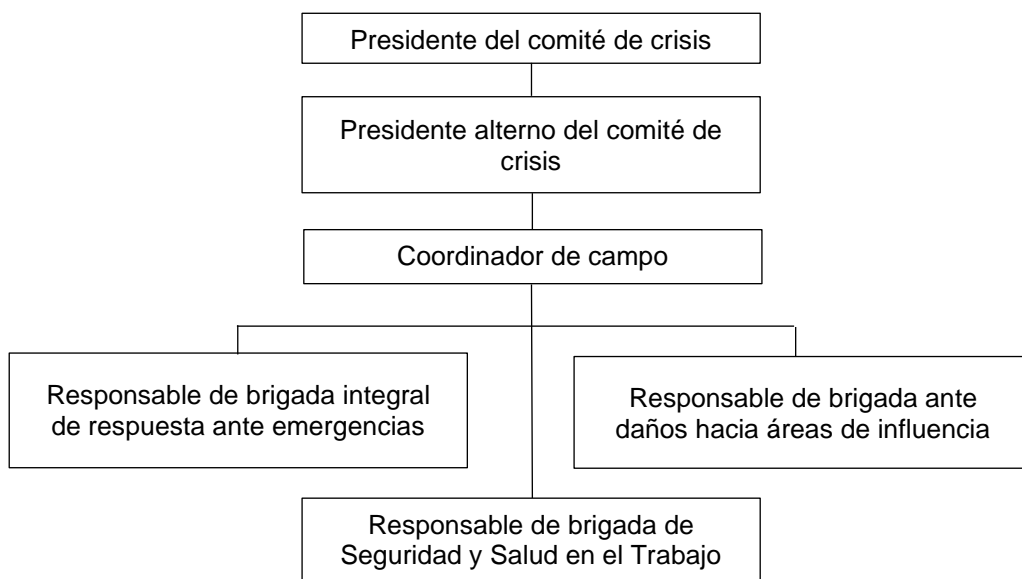 Presidente del comité de crisis
Presidente alterno del comité de
crisis
Coordinador de campo
Responsable de brigada integral
de respuesta ante emergencias
Responsable de brigada ante
daños hacia áreas de influencia
Responsable de brigada de
Seguridad y Salud en el Trabajo